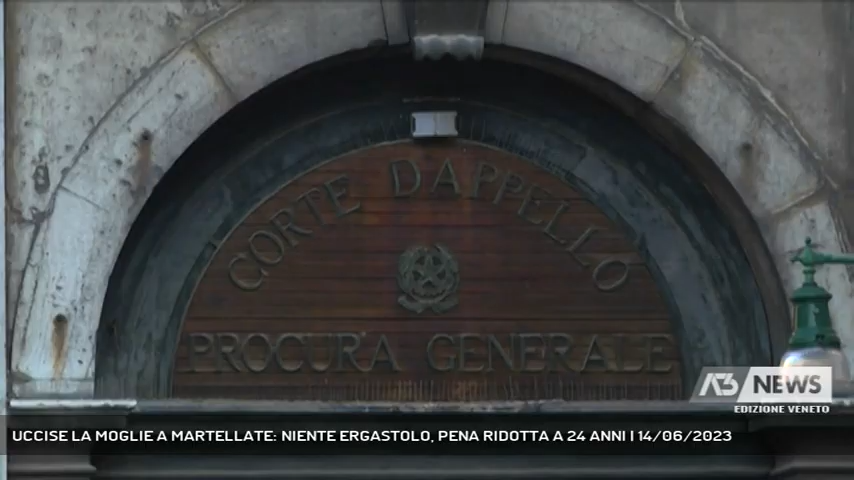 CORTE D'APPELLO
PROCURA GENERALE
A3 NEWS
EDIZIONE VENETO
UCCISE LA MOGLIE A MARTELLATE: NIENTE ERGASTOLO, PENA RIDOTTA A 24 ANNI | 14/06/2023